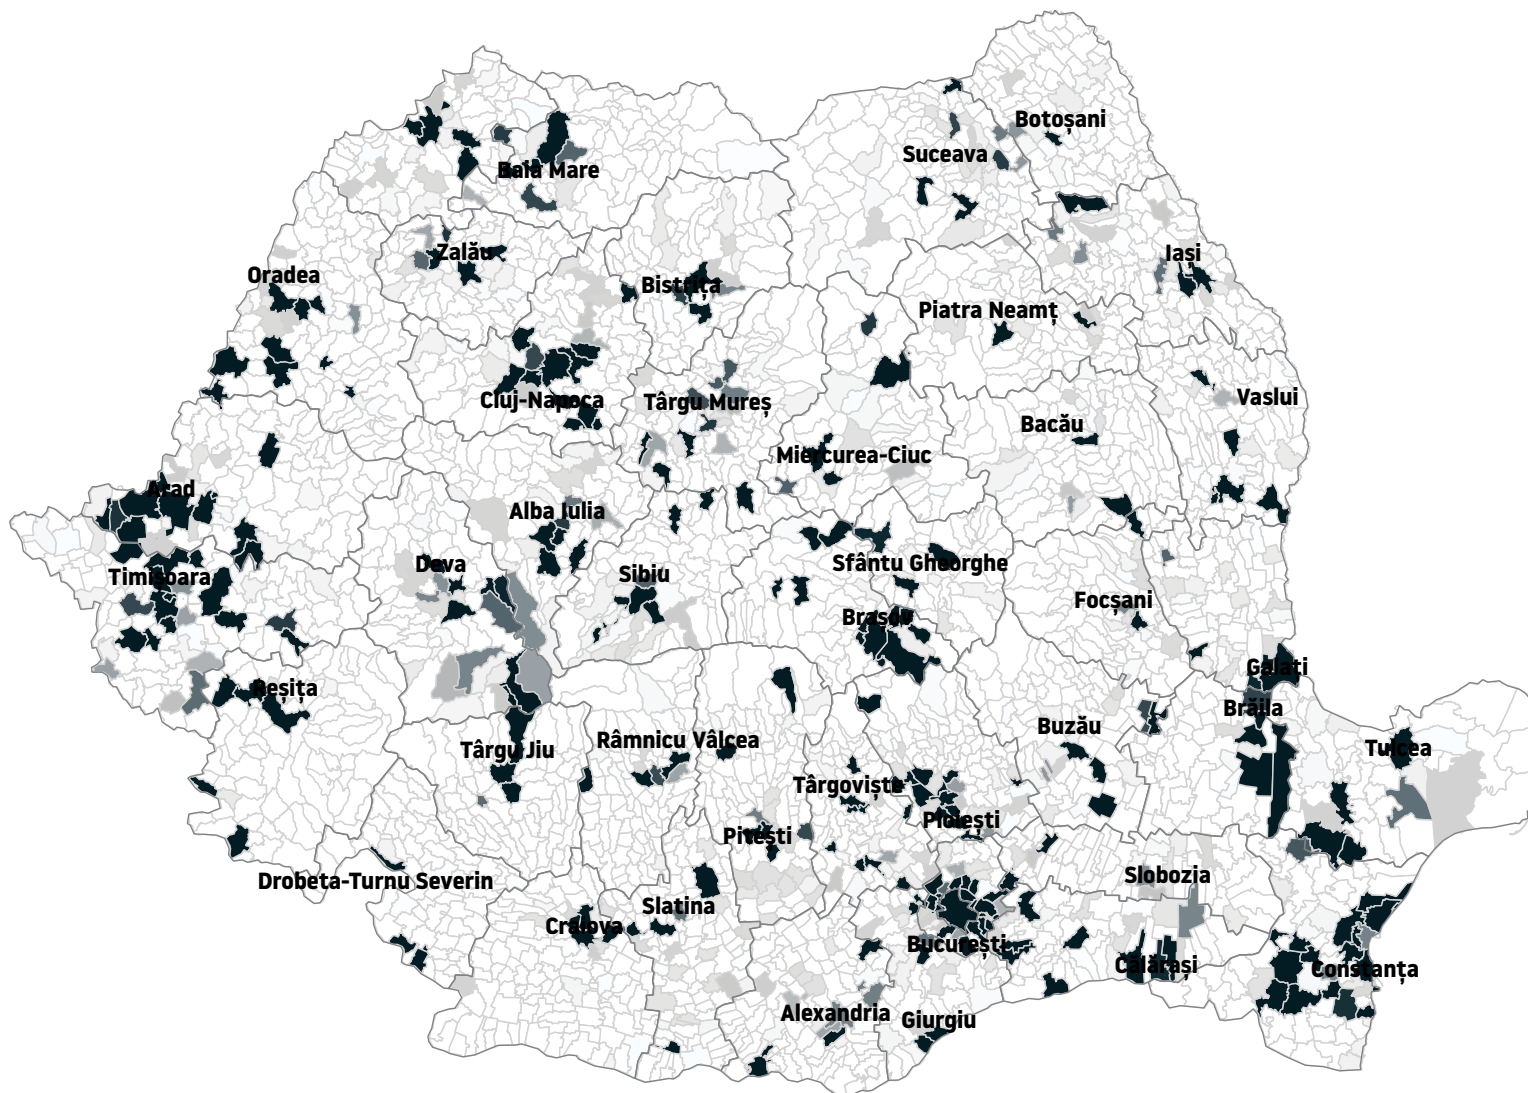 Botoșani
Suceava
Baia Mare
Zalău
Iași
Oradea
Bistrița
Piatra Neamț
Cluj-Napoca
Târgu Mureș
Vaslui
Bacău
Miercurea-Ciuc
Arad
Alba Iulia
Deva
Sfântu Gheorghe
Timișoara
Sibiu
Focșani
Brașov
Galați
Reșița
Brăila
Buzău
Râmnicu Vâlcea
Târgu Jiu
Tulcea
Târgoviște
Ploiești
Pitești
Slobozia
Drobeta-Turnu Severin
Slatina
Craiova
București
Călărași
Constanța
Alexandria
Giurgiu